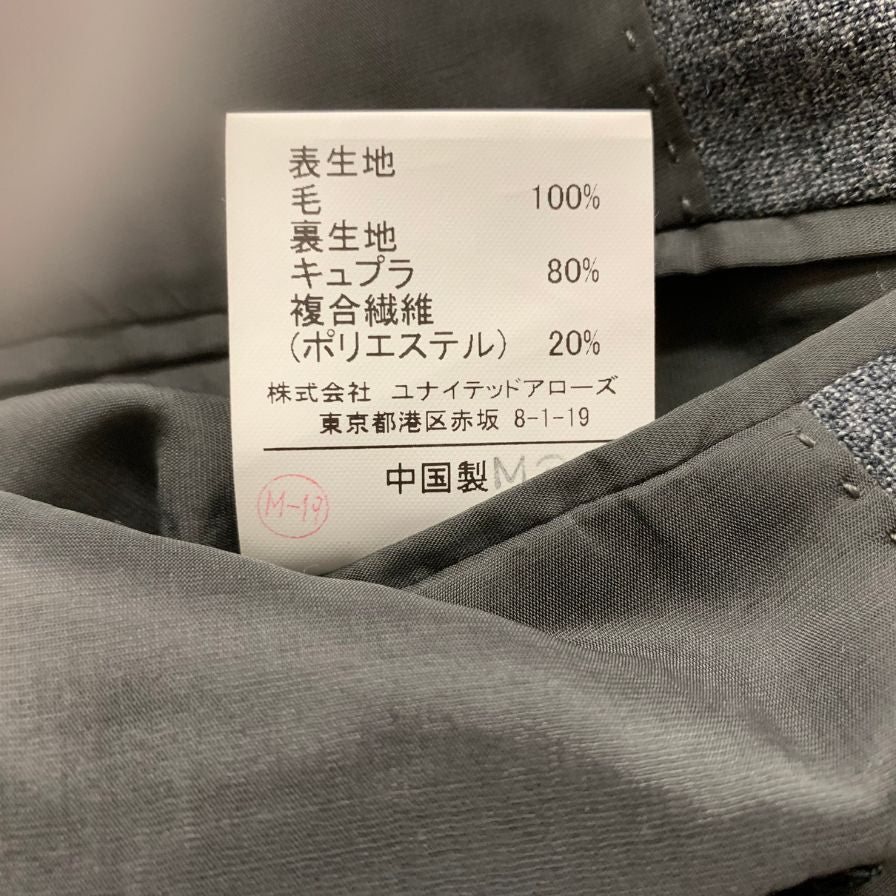 表生地
毛 100%
裏生地
キュプラ 80%
複合繊維
(ポリエステル) 20%
株式会社 ユナイテッドアローズ
東京都港区赤坂 8-1-19
中国製
M-19